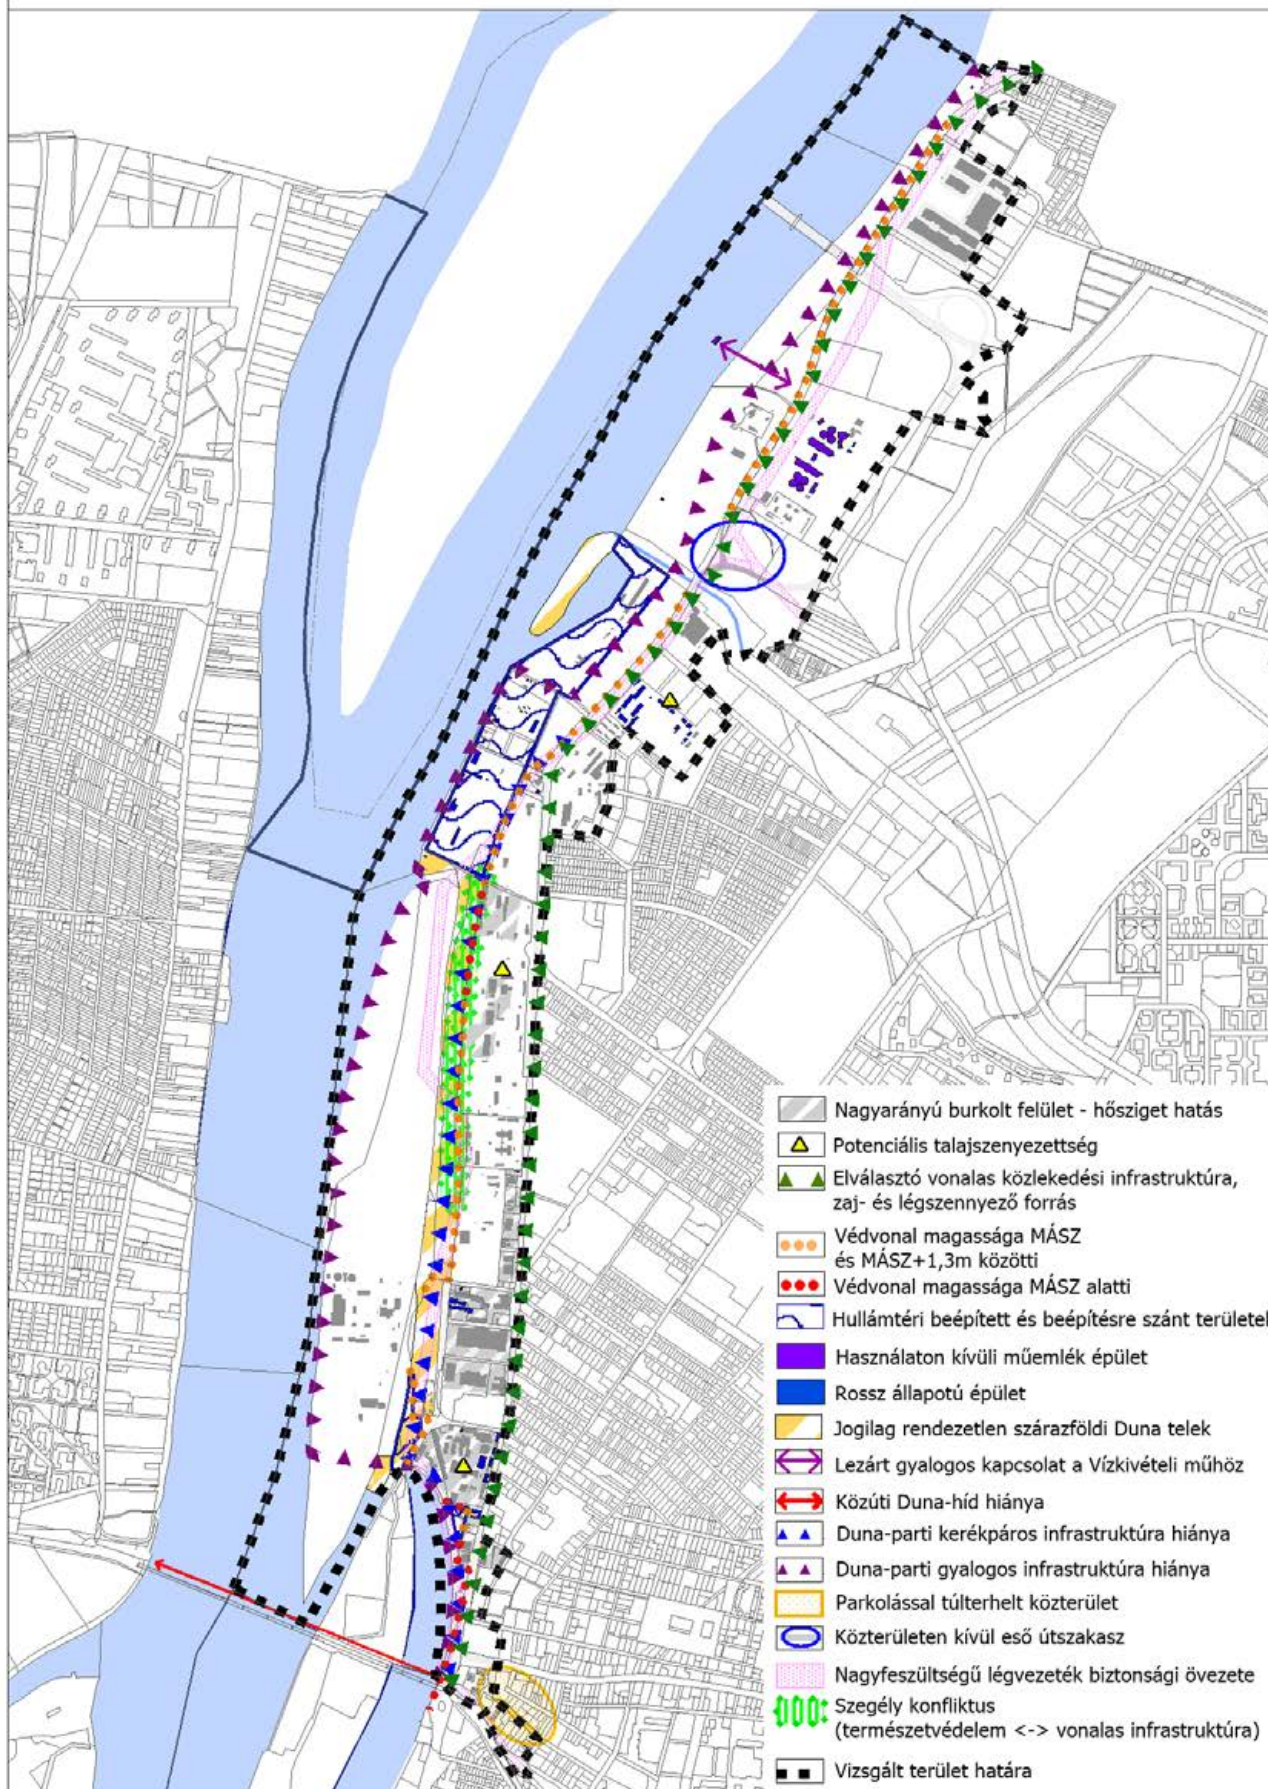 Nagyarányú burkolt felület - hősziget hatás
Potenciális talajszenyezettség
Elválasztó vonalas közlekedési infrastruktúra,
zaj- és légszennyező forrás
Védvonal magassága MÁSZ
és MÁSZ+1,3m közötti
Védvonal magassága MÁSZ alatti
Hullámtéri beépített és beépítésre szánt területek
Használaton kívüli műemlék épület
Rossz állapotú épület
Jogilag rendezetlen szárazföldi Duna telek
Lezárt gyalogos kapcsolat a Vízkivételi műhöz
Közúti Duna-híd hiánya
Duna-parti kerékpáros infrastruktúra hiánya
Duna-parti gyalogos infrastruktúra hiánya
Parkolással túlterhelt közterület
Közterületen kívül eső útszakasz
Nagyfeszültségű légvezeték biztonsági övezete
Szegély konfliktus
(természetvédelem <-> vonalas infrastruktúra)
Vizsgált terület határa